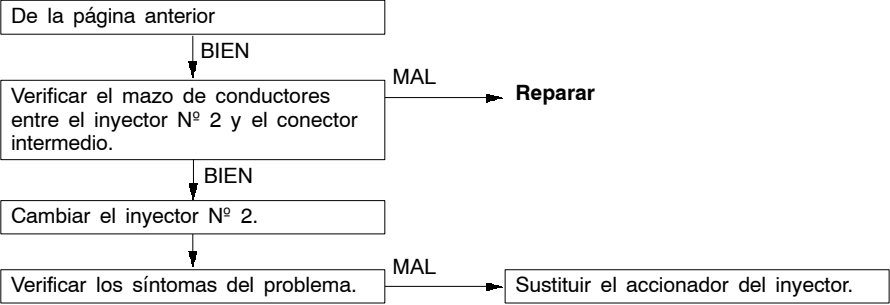 De la página anterior
BIEN
MAL
Verificar el mazo de conductores
entre el inyector Nº 2 y el conector
intermedio.
Reparar
BIEN
Cambiar el inyector Nº 2.
MAL
Verificar los síntomas del problema.
Sustituir el accionador del inyector.